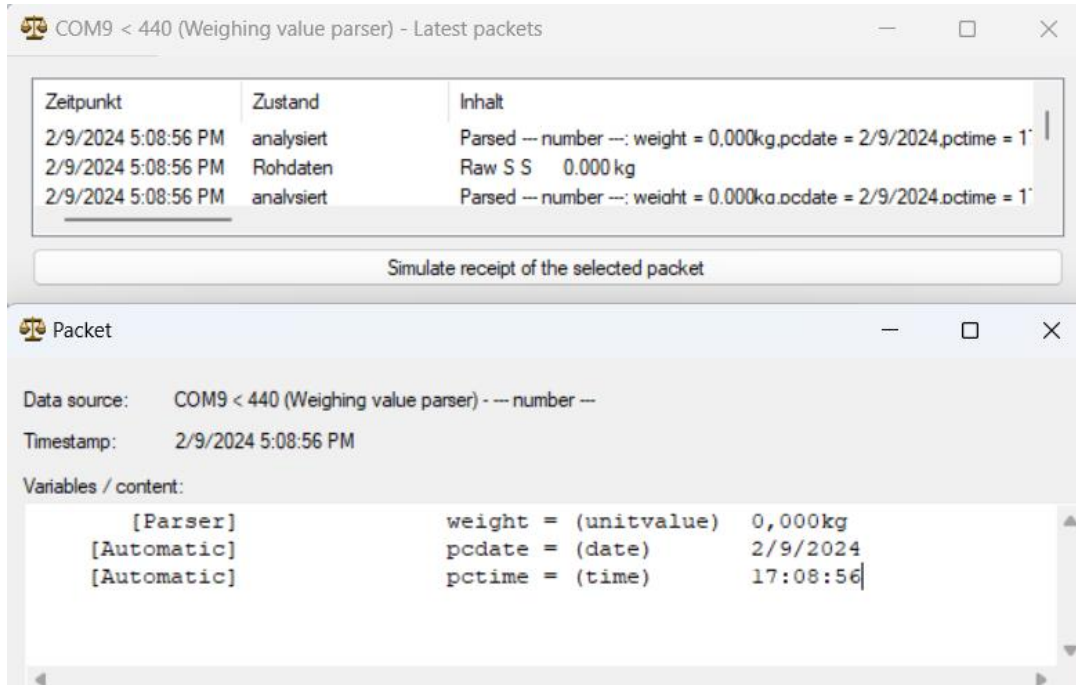 COM9 < 440 (Weighing value parser) - Latest packets
Zeitpunkt Zustand Inhalt
2/9/2024 5:08:56 PM analysiert Parsed --- number ---: weight = 0,000kg,pcdate = 2/9/2024,pctime = 1
2/9/2024 5:08:56 PM Rohdaten Raw S S 0.000 kg
2/9/2024 5:08:56 PM analysiert Parsed --- number ---: weight = 0,000kg,pcdate = 2/9/2024,pctime = 1
Simulate receipt of the selected packet
Packet
Data source: COM9 < 440 (Weighing value parser) - --- number ---
Timestamp: 2/9/2024 5:08:56 PM
Variables / content:
[Parser] weight = (unitvalue) 0,000kg
[Automatic] pcdate = (date) 2/9/2024
[Automatic] pctime = (time) 17:08:56